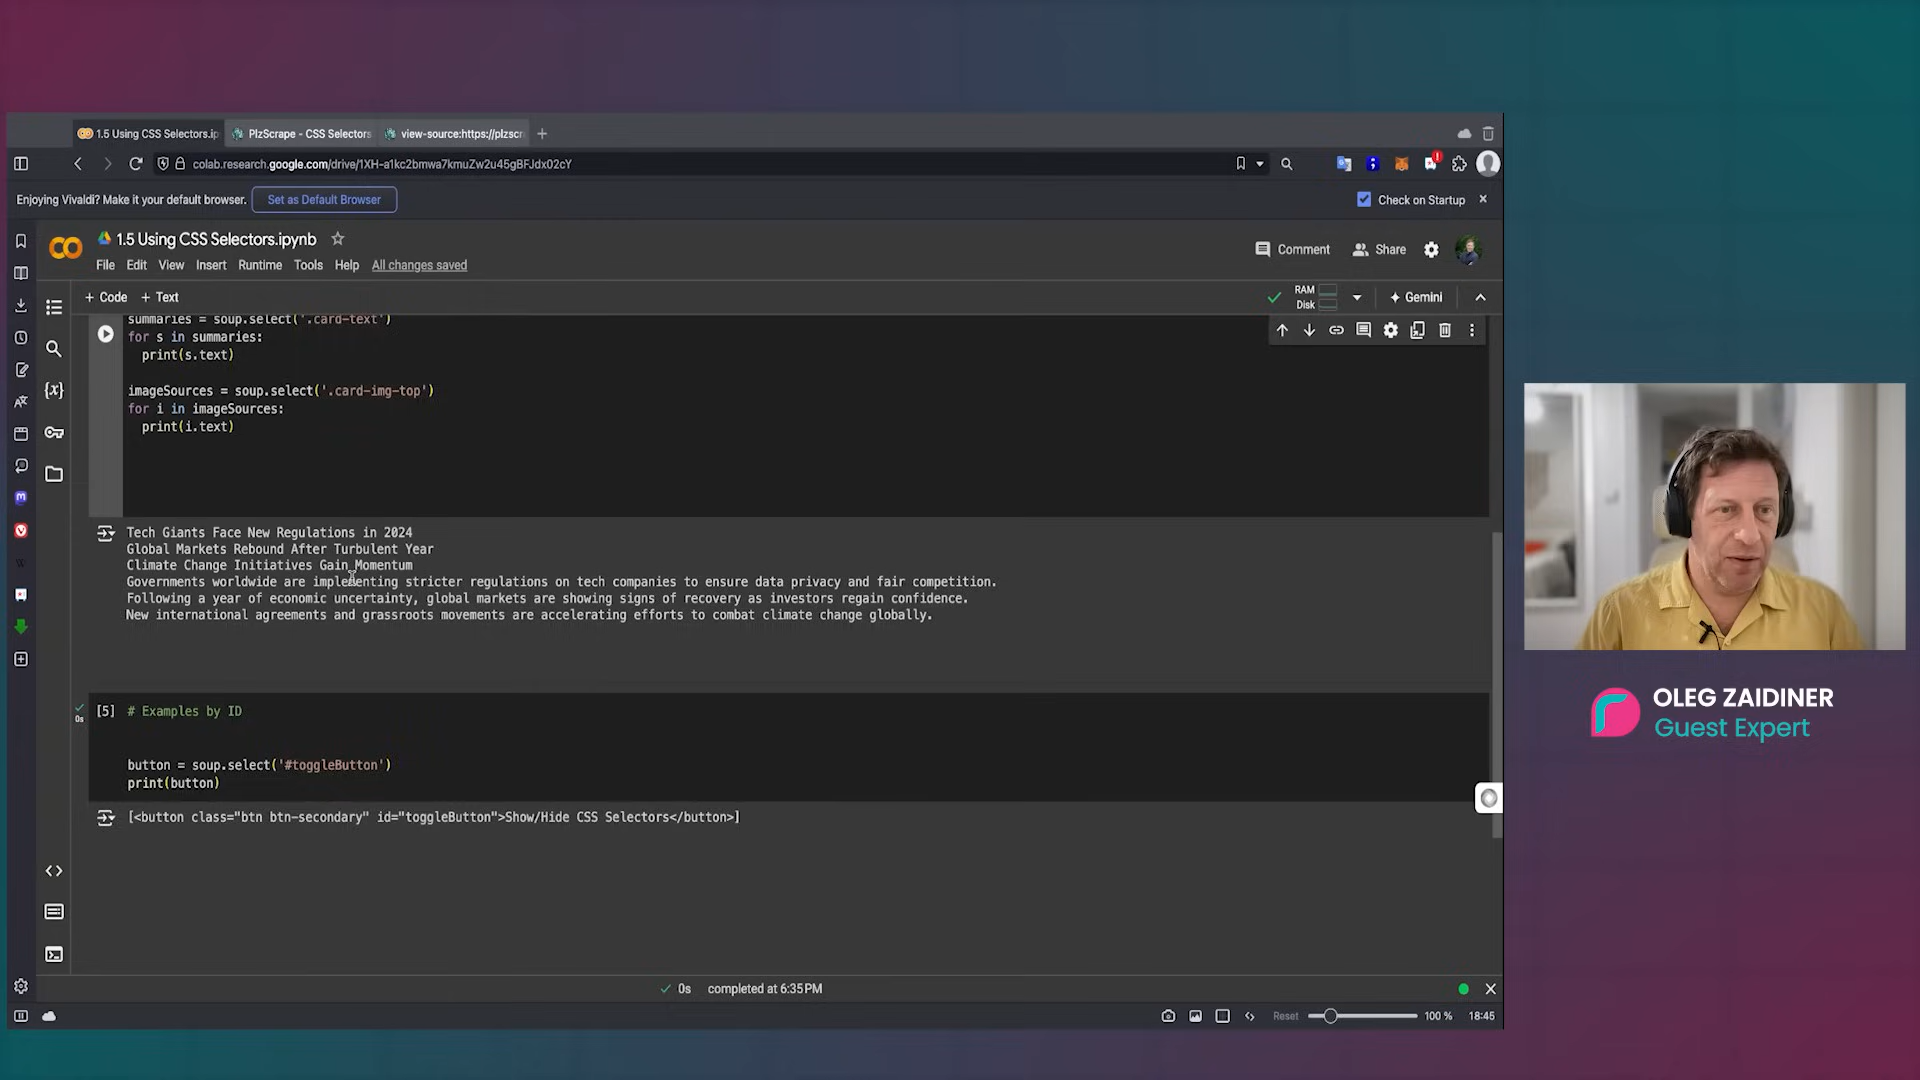 1.5 Using CSS Selectors.ip
PlzScrape - CSS Selectors
view-source:https://plzscr
colab.research.google.com/drive/1XH-a1kc2bmwa7kmuZw2u45gBFJdx02cY
Enjoying Vivaldi? Make it your default browser.
Set as Default Browser
Check on Startup
1.5 Using CSS Selectors.ipynb
Comment
Share
File Edit View Insert Runtime Tools Help All changes saved
+ Code + Text
RAM
Disk
Gemini
summaries = soup.select('.card-text')
for s in summaries:
print(s.text)
imageSources = soup.select('.card-img-top')
for i in imageSources:
print(i.text)
Tech Giants Face New Regulations in 2024
Global Markets Rebound After Turbulent Year
Climate Change Initiatives Gain Momentum
Governments worldwide are implementing stricter regulations on tech companies to ensure data privacy and fair competition.
Following a year of economic uncertainty, global markets are showing signs of recovery as investors regain confidence.
New international agreements and grassroots movements are accelerating efforts to combat climate change globally.
0s
[5] # Examples by ID
button = soup.select('#toggleButton')
print(button)
[<button class="btn btn-secondary" id="toggleButton">Show/Hide CSS Selectors</button>]
0s completed at 6:35 PM
Reset 100 % 18:45
OLEG ZAIDINER
Guest Expert